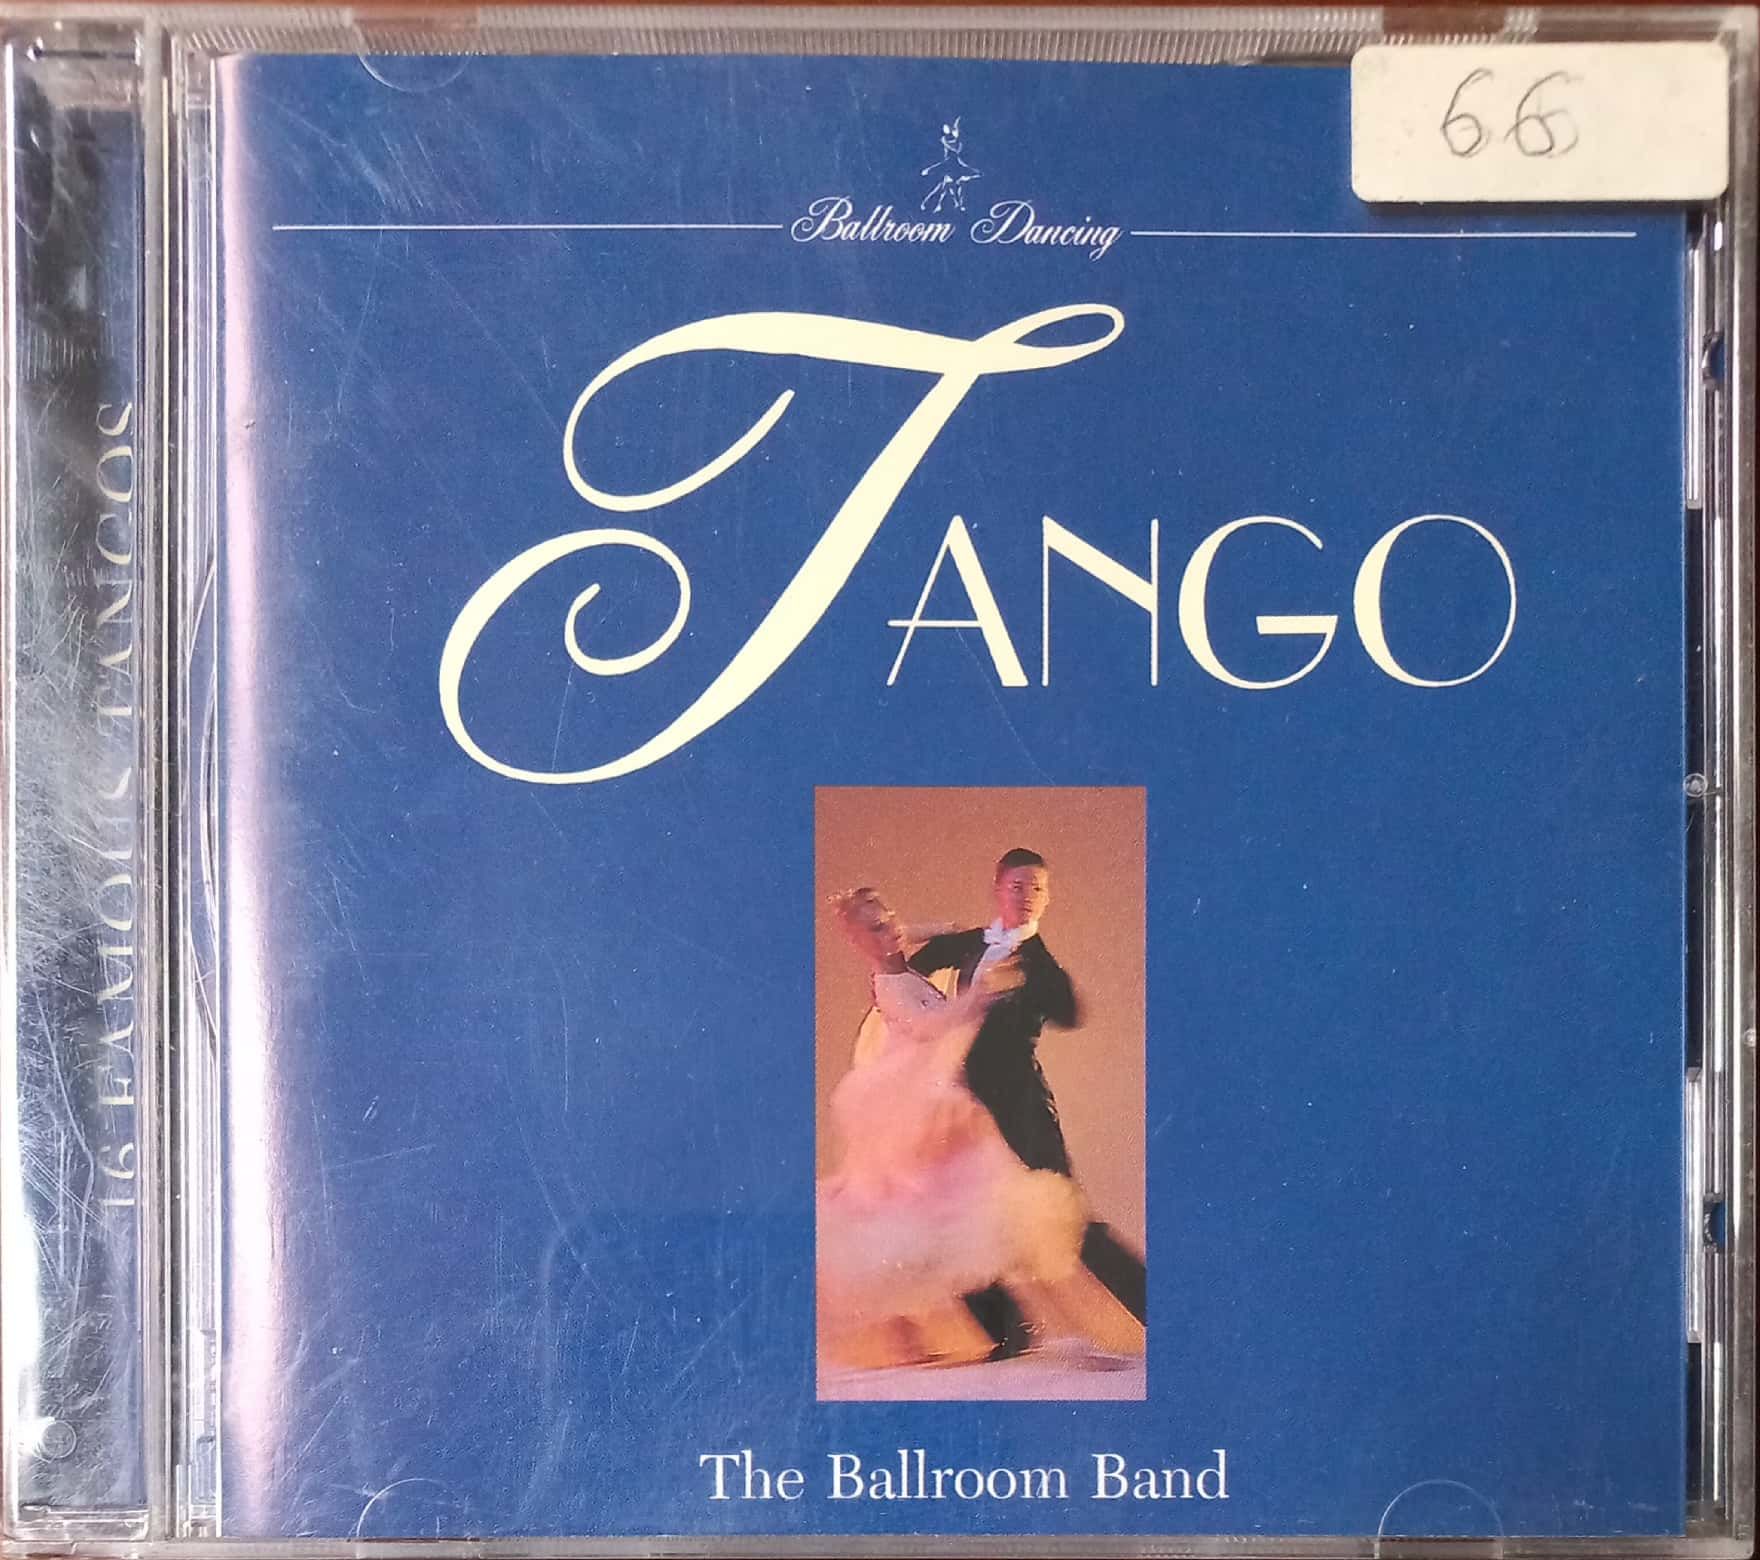 66
Ballroom Dancing
TANGO
The Ballroom Band
16 FAMOUS TANGOS